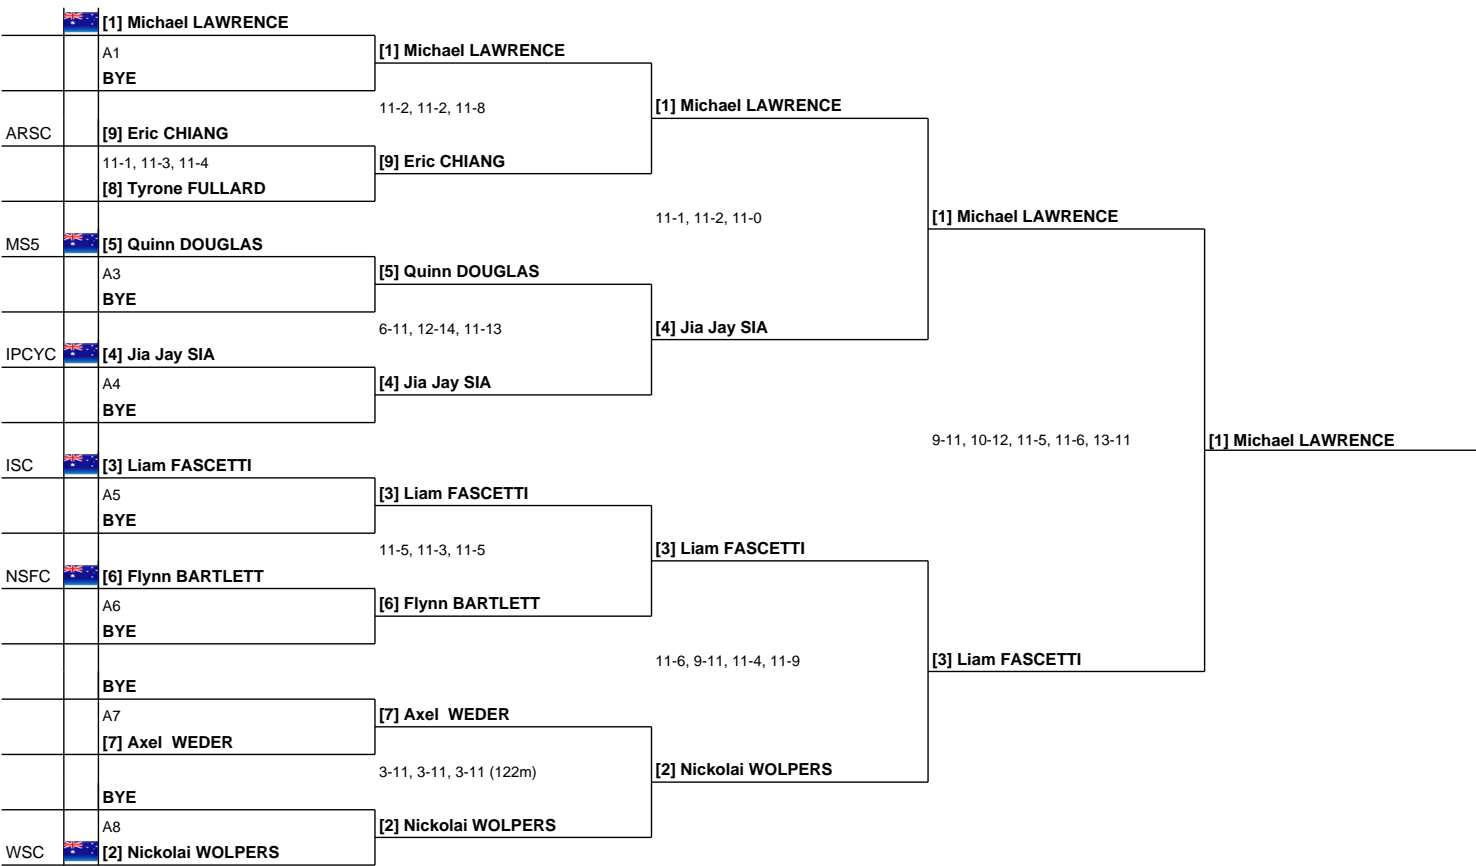 [1] Michael LAWRENCE
A1
[1] Michael LAWRENCE
BYE
11-2, 11-2, 11-8
[1] Michael LAWRENCE
ARSC
[9] Eric CHIANG
11-1, 11-3, 11-4
[9] Eric CHIANG
[8] Tyrone FULLARD
11-1, 11-2, 11-0
[1] Michael LAWRENCE
MS5
[5] Quinn DOUGLAS
A3
[5] Quinn DOUGLAS
BYE
6-11, 12-14, 11-13
[4] Jia Jay SIA
IPCYC
[4] Jia Jay SIA
A4
[4] Jia Jay SIA
BYE
9-11, 10-12, 11-5, 11-6, 13-11
[1] Michael LAWRENCE
ISC
[3] Liam FASCETTI
A5
[3] Liam FASCETTI
BYE
11-5, 11-3, 11-5
[3] Liam FASCETTI
NSFC
[6] Flynn BARTLETT
A6
[6] Flynn BARTLETT
BYE
11-6, 9-11, 11-4, 11-9
[3] Liam FASCETTI
BYE
A7
[7] Axel  WEDER
[7] Axel  WEDER
3-11, 3-11, 3-11 (122m)
[2] Nickolai WOLPERS
BYE
A8
[2] Nickolai WOLPERS
WSC
[2] Nickolai WOLPERS